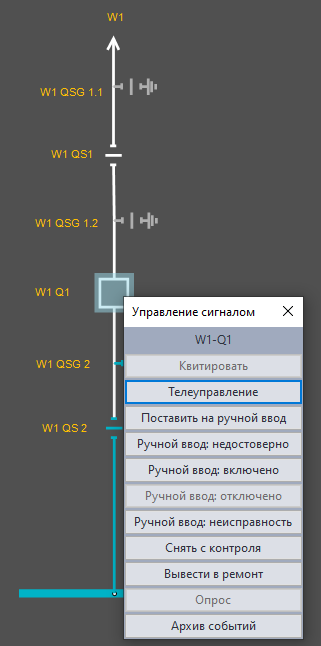 W1
W1 QSG 1.1
W1 QS1
W1 QSG 1.2
W1 Q1
Управление сигналом
W1-Q1
Квитировать
W1 QSG 2
Телеуправление
Поставить на ручной ввод
W1 QS 2
Ручной ввод: недостоверно
Ручной ввод: включено
Ручной ввод: отключено
Ручной ввод: неисправность
Снять с контроля
Вывести в ремонт
Опрос
Архив событий